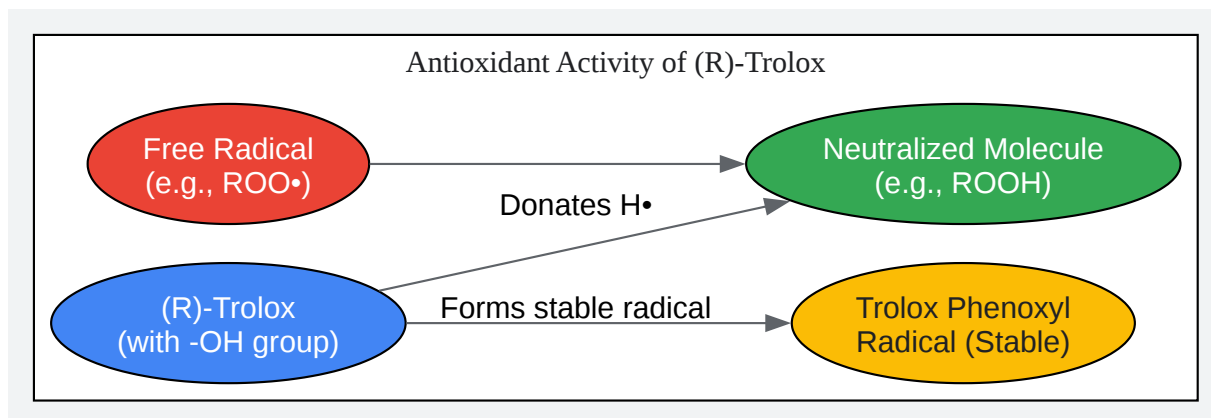 Antioxidant Activity of (R)-Trolox
Free Radical
(e.g., ROO•)
Neutralized Molecule
(e.g., ROOH)
Donates H•
(R)-Trolox
(with -OH group)
Forms stable radical
Trolox Phenoxyl
Radical (Stable)